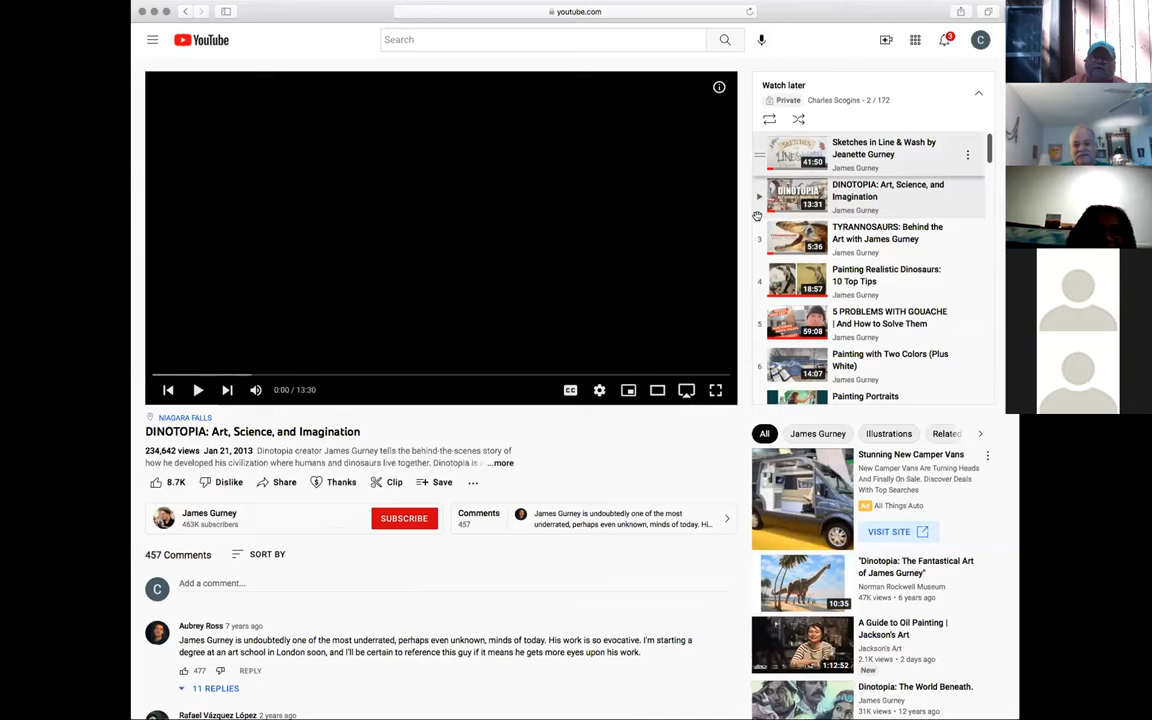 youtube.com
YouTube
Search
3
C
Watch later
Private Charles Scogins - 2 / 172
41:50
Sketches in Line & Wash by
Jeanette Gurney
James Gurney
DINOTOPIA
13:31
DINOTOPIA: Art, Science, and
Imagination
James Gurney
3
5:36
TYRANNOSAURS: Behind the
Art with James Gurney
James Gurney
4
18:57
Painting Realistic Dinosaurs:
10 Top Tips
James Gurney
5
59:08
5 PROBLEMS WITH GOUACHE
| And How to Solve Them
James Gurney
6
14:07
Painting with Two Colors (Plus
White)
James Gurney
Painting Portraits
0:00 / 13:30
CC
NIAGARA FALLS
DINOTOPIA: Art, Science, and Imagination
234,642 views Jan 21, 2013 Dinotopia creator James Gurney tells the behind-the-scenes story of
how he developed his civilization where humans and dinosaurs live together. Dinotopia is a ...more
8.7K Dislike Share Thanks Clip Save ...
James Gurney
463K subscribers
SUBSCRIBE
Comments
457
James Gurney is undoubtedly one of the most
underrated, perhaps even unknown, minds of today. His wo...
457 Comments SORT BY
C
Add a comment...
Aubrey Ross 7 years ago
James Gurney is undoubtedly one of the most underrated, perhaps even unknown, minds of today. His work is so evocative. I'm starting a
degree at an art school in London soon, and I'll be certain to reference this guy if it means he gets more eyes upon his work.
477 REPLY
11 REPLIES
Rafael Vázquez López 2 years ago
All James Gurney Illustrations Related
Stunning New Camper Vans
New Camper Vans Are Turning Heads
And Finally On Sale. Discover Deals
With Top Searches
Ad All Things Auto
VISIT SITE
10:35
"Dinotopia: The Fantastical Art
of James Gurney"
Norman Rockwell Museum
47K views • 6 years ago
1:12:52
A Guide to Oil Painting |
Jackson's Art
Jackson's Art
2.1K views • 2 days ago
New
Dinotopia: The World Beneath.
James Gurney
31K views • 12 years ago